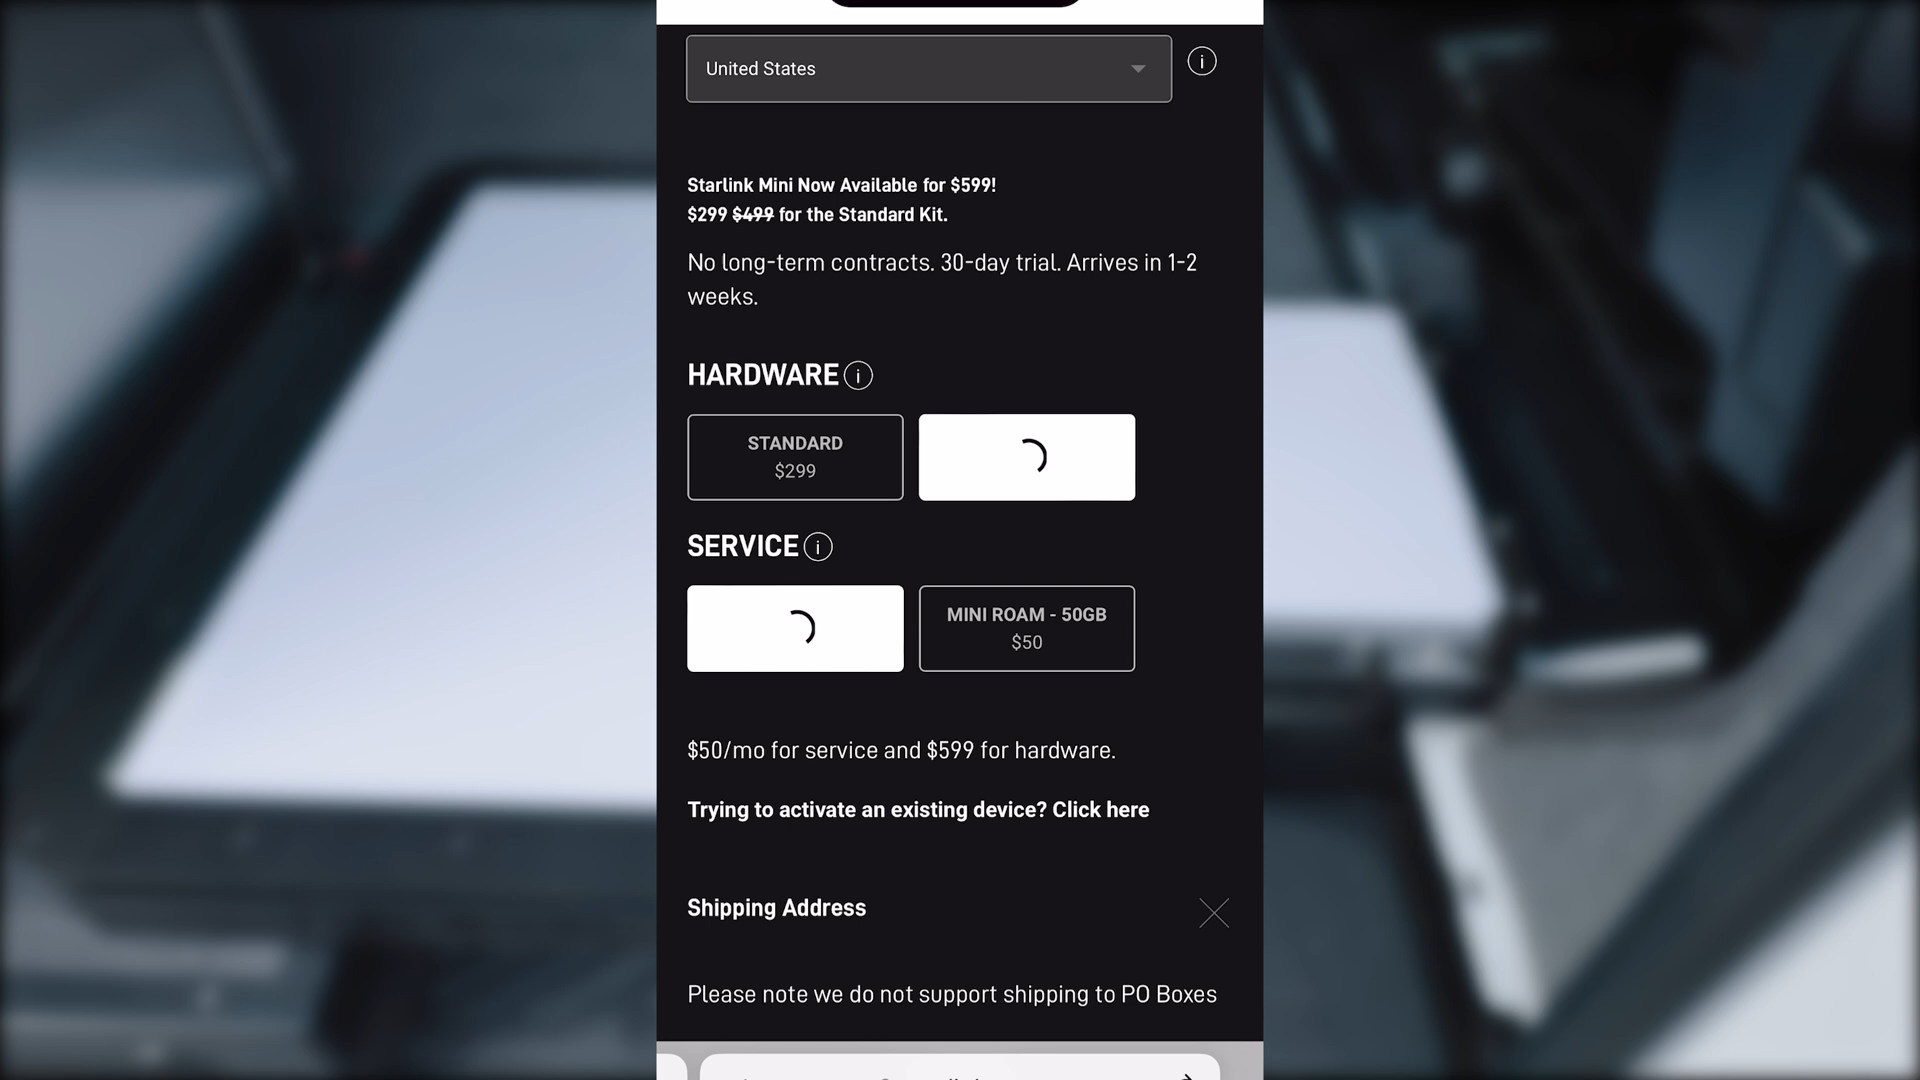 United States
Starlink Mini Now Available for $599!
$299 $499 for the Standard Kit.
No long-term contracts. 30-day trial. Arrives in 1-2
weeks.
HARDWARE
STANDARD
$299
SERVICE
MINI ROAM - 50GB
$50
$50/mo for service and $599 for hardware.
Trying to activate an existing device? Click here
Shipping Address
Please note we do not support shipping to PO Boxes